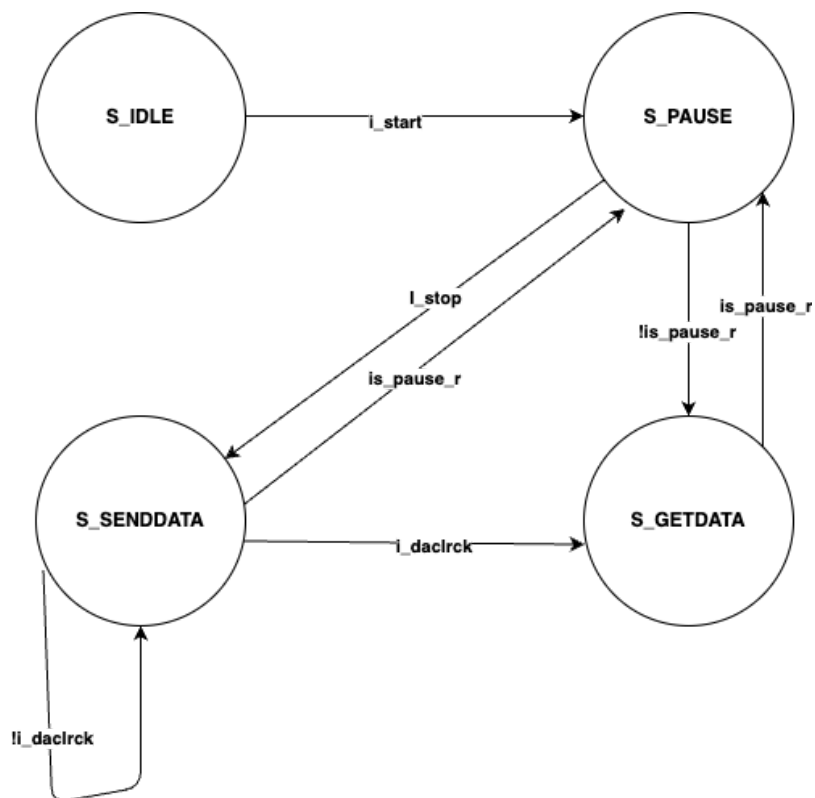 S_IDLE
i_start
S_PAUSE
I_stop
is_pause_r
!is_pause_r
is_pause_r
S_SENDDATA
i_daclrck
S_GETDATA
!i_daclrck